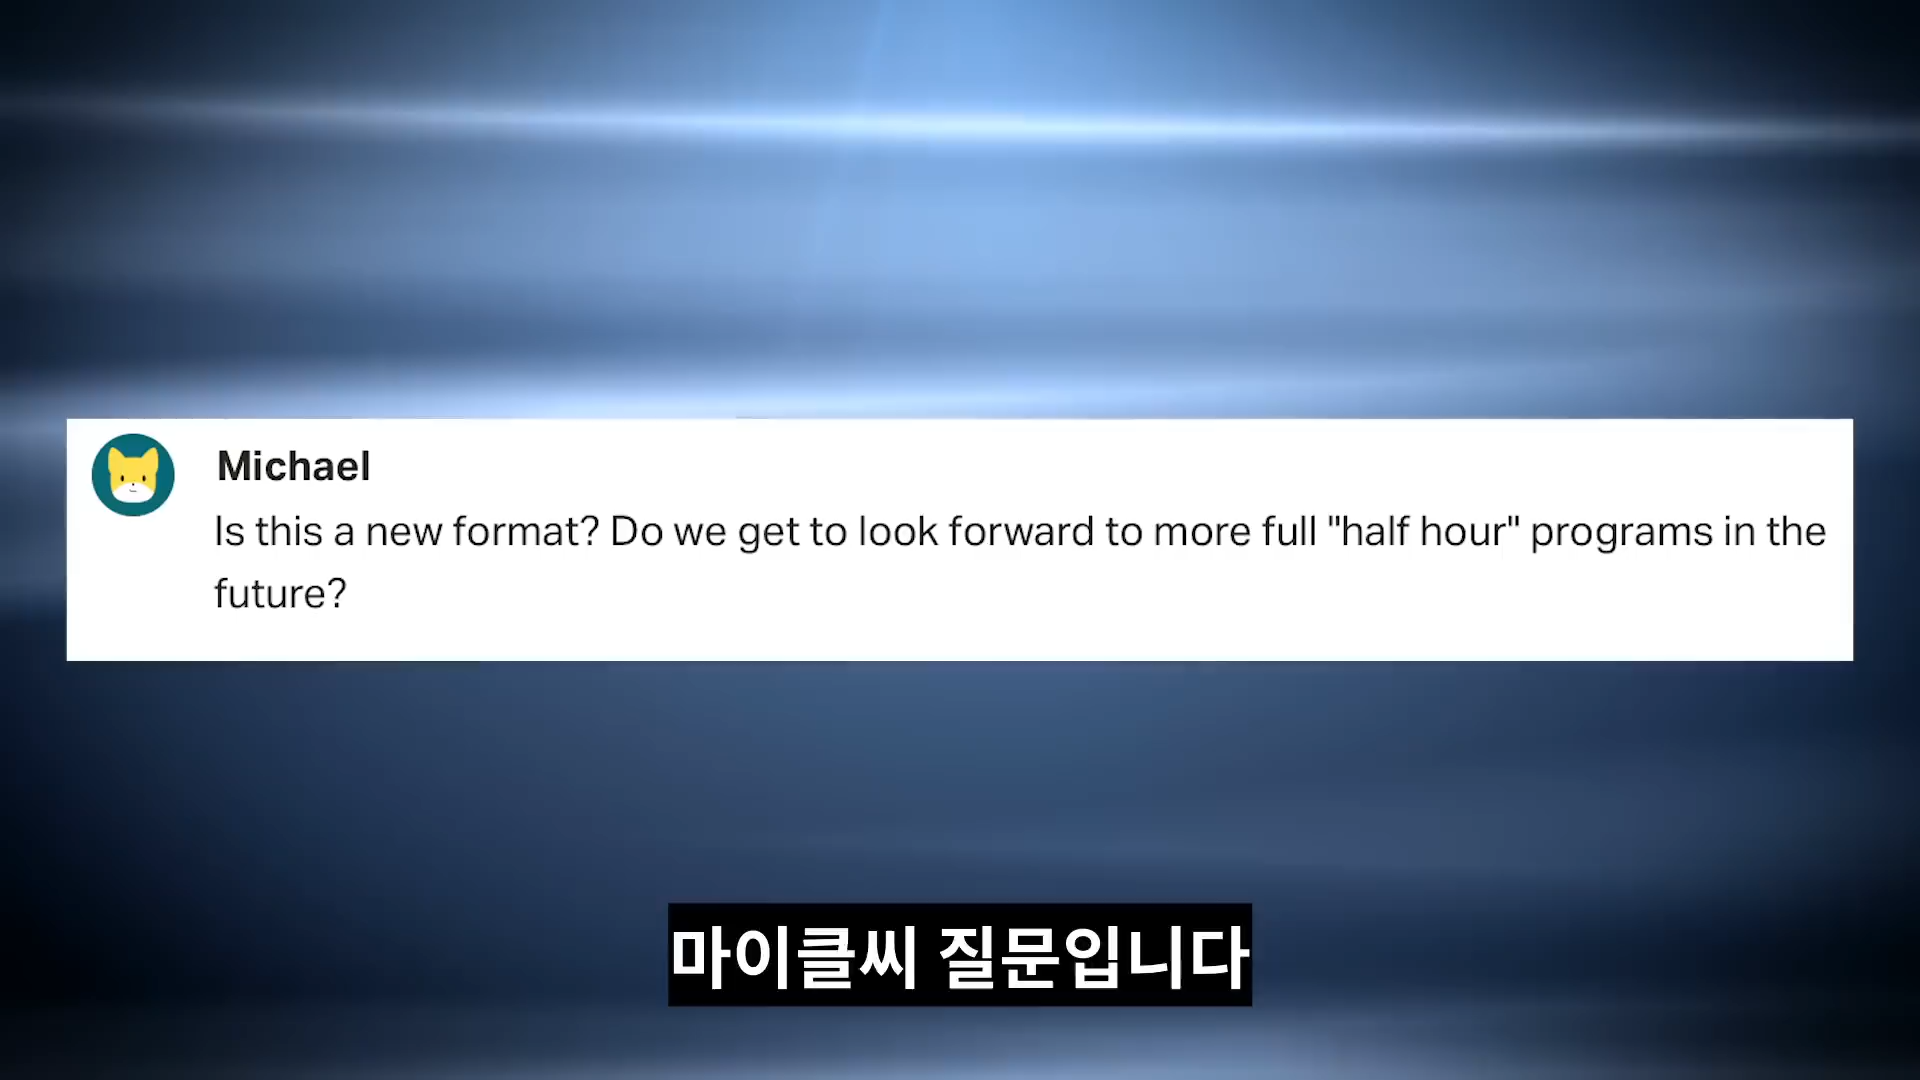 Michael
Is this a new format? Do we get to look forward to more full "half hour" programs in the
future?
마이클씨 질문입니다